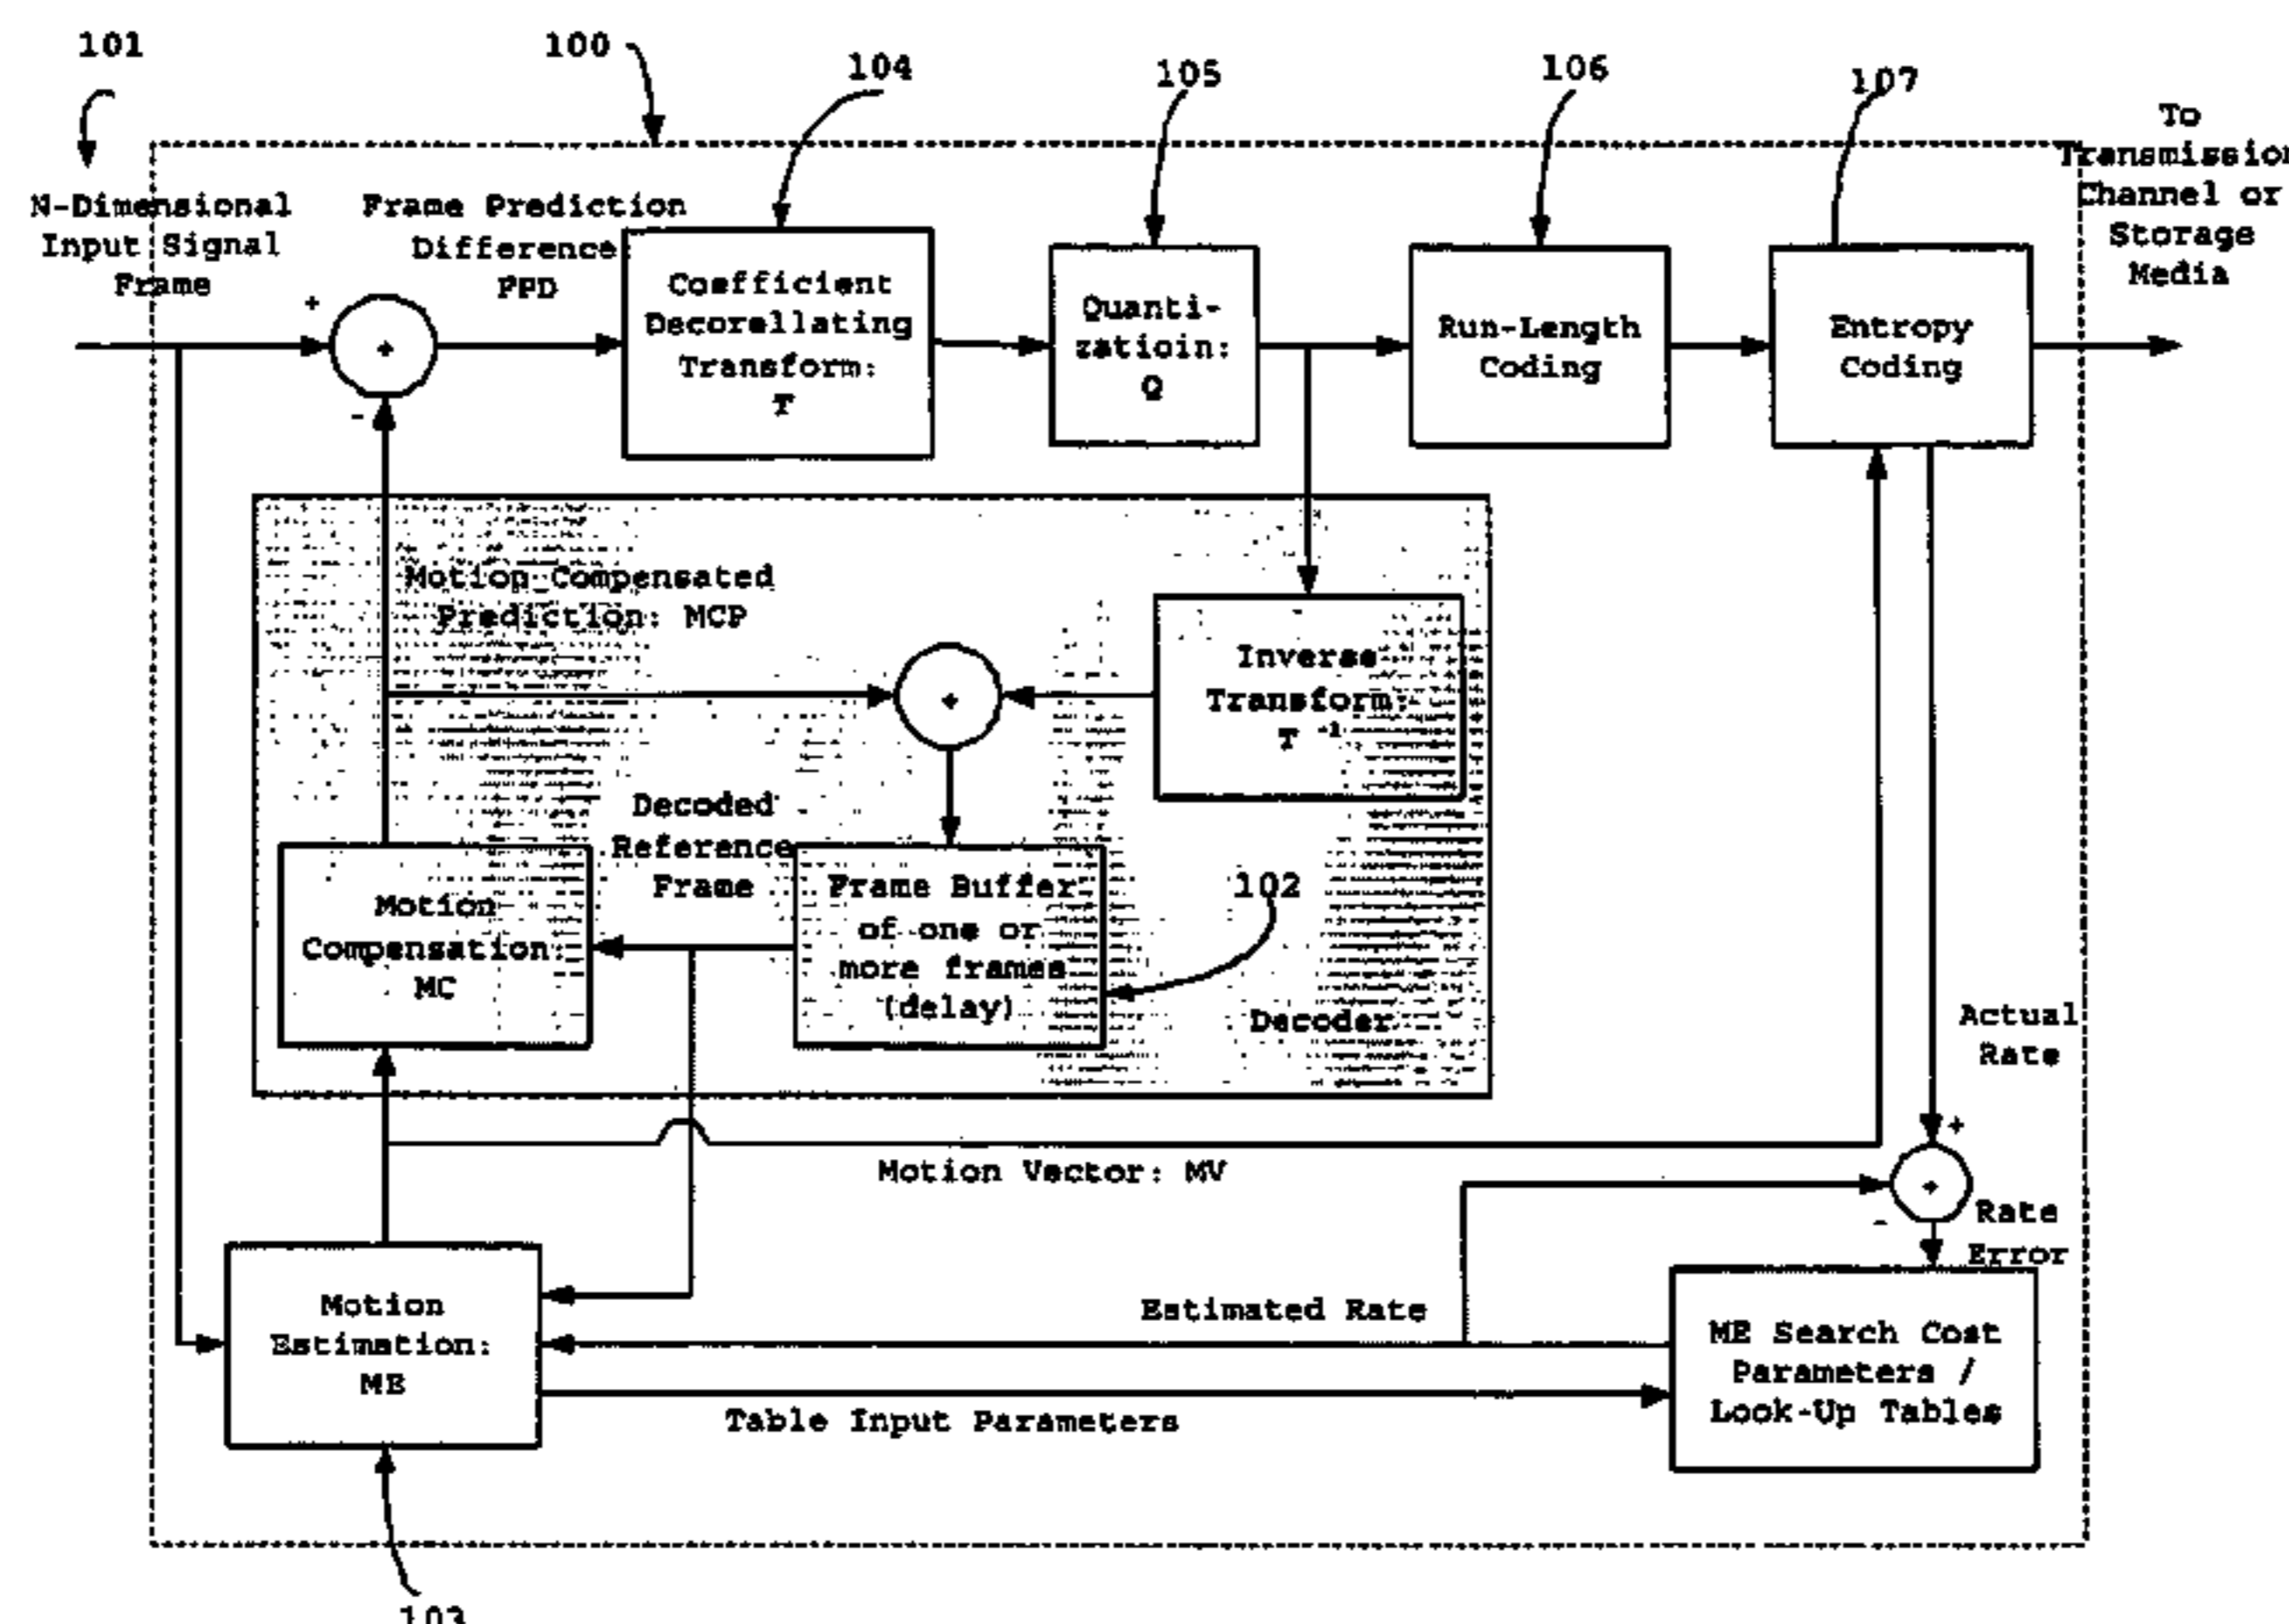 101
100
104
105
106
107
To
Transmission
Channel or
Storage
Media
N-Dimensional
Input Signal
Frame
Frame Prediction
Difference
PPD
+
-
+
Coefficient
Decorellating
Transform:
T
Quanti-
zatioin:
Q
Run-Length
Coding
Entropy
Coding
Motion Compensated
Prediction: MCP
+
Inverse
Transform:
T -1
Decoded
Reference
Frame
Motion
Compensation:
MC
Frame Buffer
of one or
more frames
(delay)
102
Decoder
Actual
Rate
Motion Vector: MV
+
+
-
Rate
Error
Motion
Estimation:
ME
Estimated Rate
Table Input Parameters
ME Search Cost
Parameters /
Look-Up Tables
103